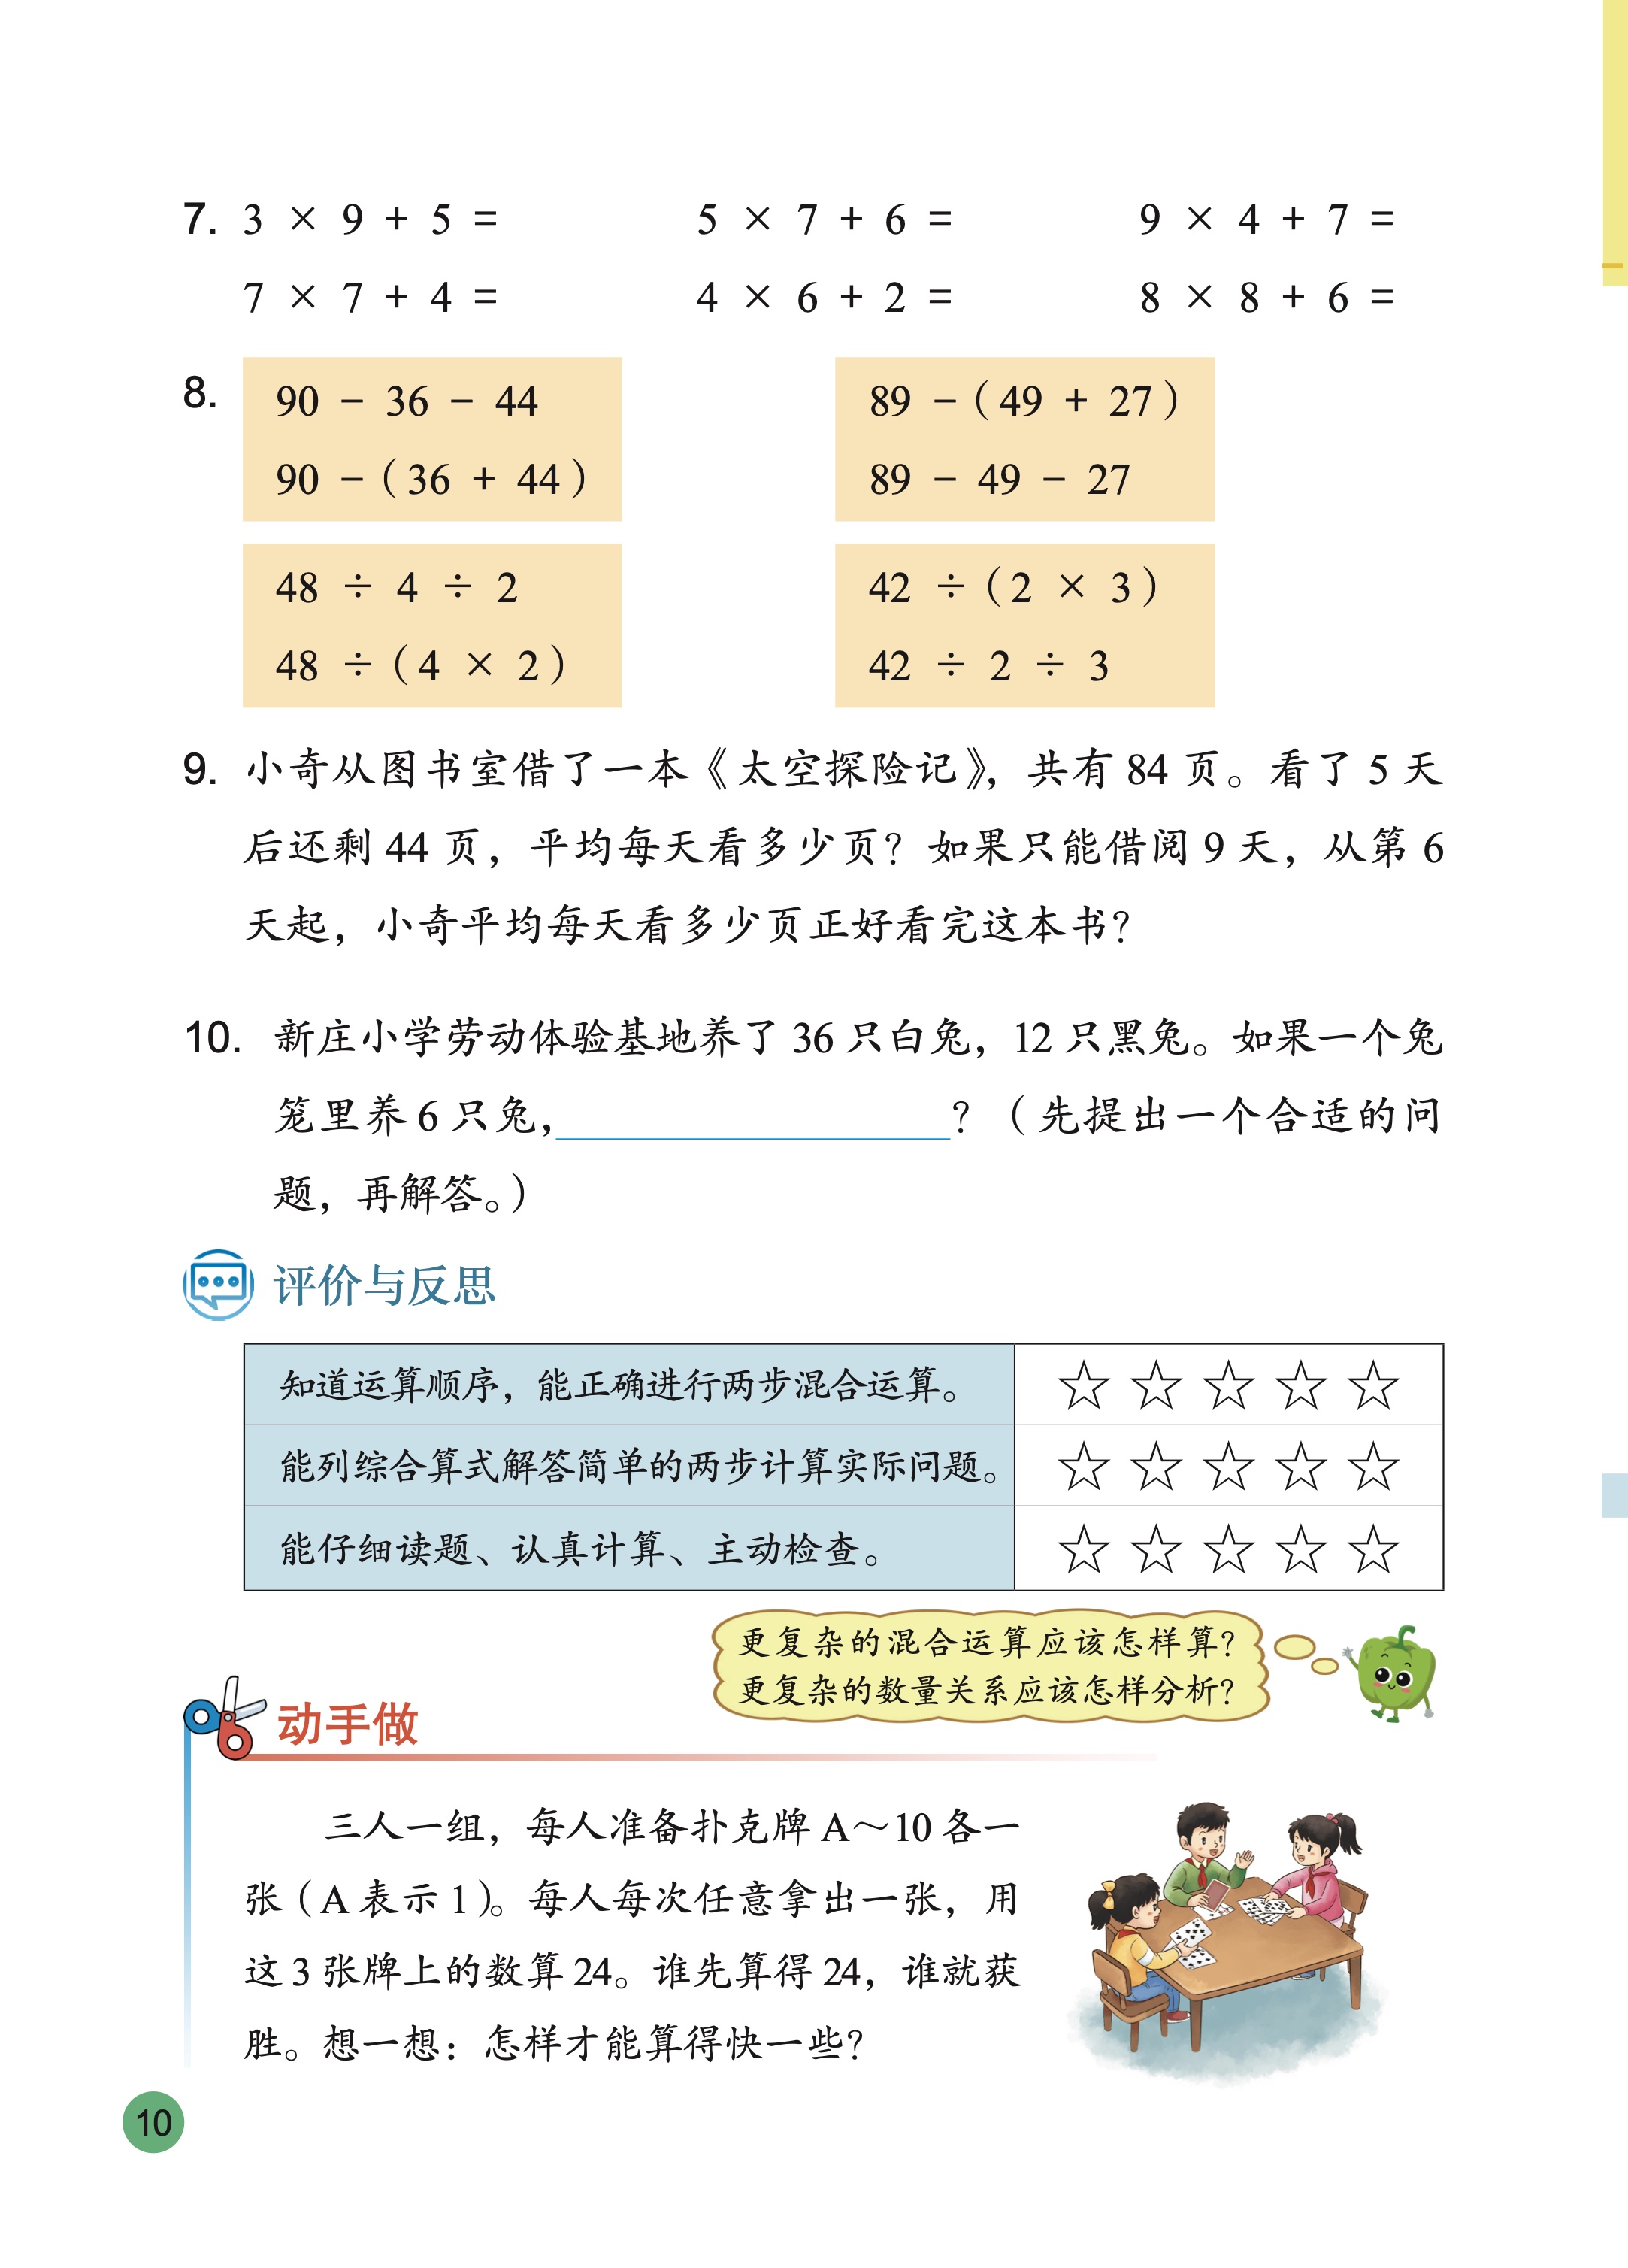 7. 3 × 9 + 5 = 5 × 7 + 6 = 9 × 4 + 7 =
7 × 7 + 4 = 4 × 6 + 2 = 8 × 8 + 6 =
8. 90 － 36 － 44 89 －（49 + 27）
90 －（36 + 44） 89 － 49 － 27
48 ÷ 4 ÷ 2 42 ÷（2 × 3）
48 ÷（4 × 2） 42 ÷ 2 ÷ 3
9. 小奇从图书室借了一本《太空探险记》，共有 84 页。看了 5 天
后还剩 44 页，平均每天看多少页？如果只能借阅 9 天，从第 6
天起，小奇平均每天看多少页正好看完这本书？
10. 新庄小学劳动体验基地养了 36 只白兔，12 只黑兔。如果一个兔
笼里养 6 只兔，？（先提出一个合适的问
题，再解答。）
评价与反思
知道运算顺序，能正确进行两步混合运算。 ☆ ☆ ☆ ☆ ☆
能列综合算式解答简单的两步计算实际问题。 ☆ ☆ ☆ ☆ ☆
能仔细读题、认真计算、主动检查。 ☆ ☆ ☆ ☆ ☆
更复杂的混合运算应该怎样算？
更复杂的数量关系应该怎样分析？
动手做
三人一组，每人准备扑克牌 A～10 各一
张（A 表示 1）。每人每次任意拿出一张，用
这 3 张牌上的数算 24。谁先算得 24，谁就获
胜。想一想：怎样才能算得快一些？
10